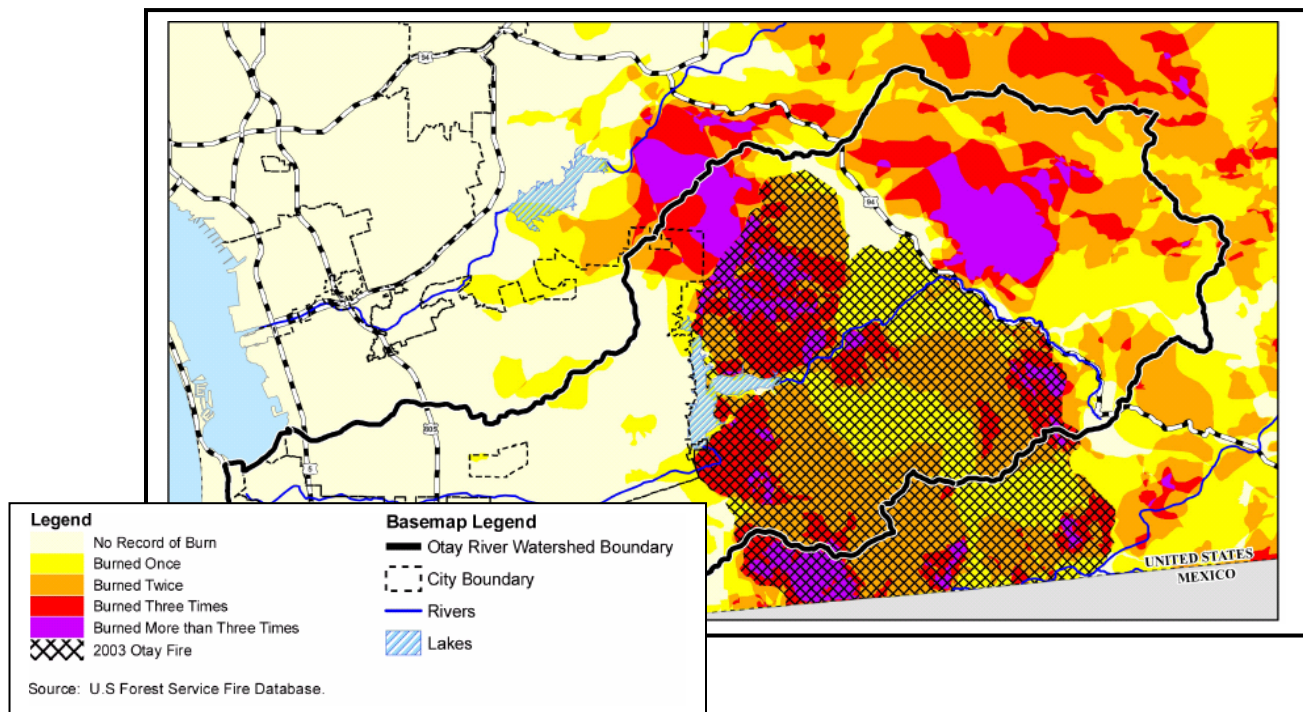 94
94
805
5
UNITED STATES
MEXICO
Legend
No Record of Burn
Burned Once
Burned Twice
Burned Three Times
Burned More than Three Times
2003 Otay Fire
Source: U.S Forest Service Fire Database.
Basemap Legend
Otay River Watershed Boundary
City Boundary
Rivers
Lakes